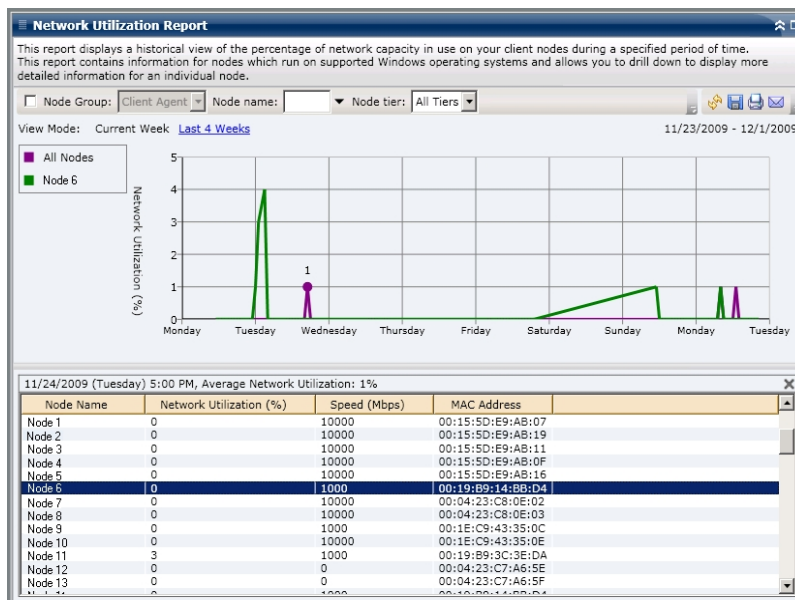 Network Utilization Report
This report displays a historical view of the percentage of network capacity in use on your client nodes during a specified period of time.
This report contains information for nodes which run on supported Windows operating systems and allows you to drill down to display more
detailed information for an individual node.
Node Group: Client Agent Node name: Node tier: All Tiers
View Mode: Current Week Last 4 Weeks 11/23/2009 - 12/1/2009
All Nodes
Node 6
Network Utilization (%)
5
4
3
2
1
0
1
Monday Tuesday Wednesday Thursday Friday Saturday Sunday Monday Tuesday
11/24/2009 (Tuesday) 5:00 PM, Average Network Utilization: 1%
Node Name Network Utilization (%) Speed (Mbps) MAC Address
Node 1 0 10000 00:15:5D:E9:AB:07
Node 2 0 10000 00:15:5D:E9:AB:19
Node 3 0 10000 00:15:5D:E9:AB:11
Node 4 0 10000 00:15:5D:E9:AB:0F
Node 5 0 10000 00:15:5D:E9:AB:16
Node 6 0 1000 00:19:B9:14:BB:D4
Node 7 0 10000 00:04:23:C8:0E:02
Node 8 0 10000 00:04:23:C8:0E:03
Node 9 0 1000 00:1E:C9:43:35:0C
Node 10 0 10000 00:1E:C9:43:35:0E
Node 11 3 1000 00:19:B9:3C:3E:DA
Node 12 0 0 00:04:23:C7:A6:5E
Node 13 0 0 00:04:23:C7:A6:5F